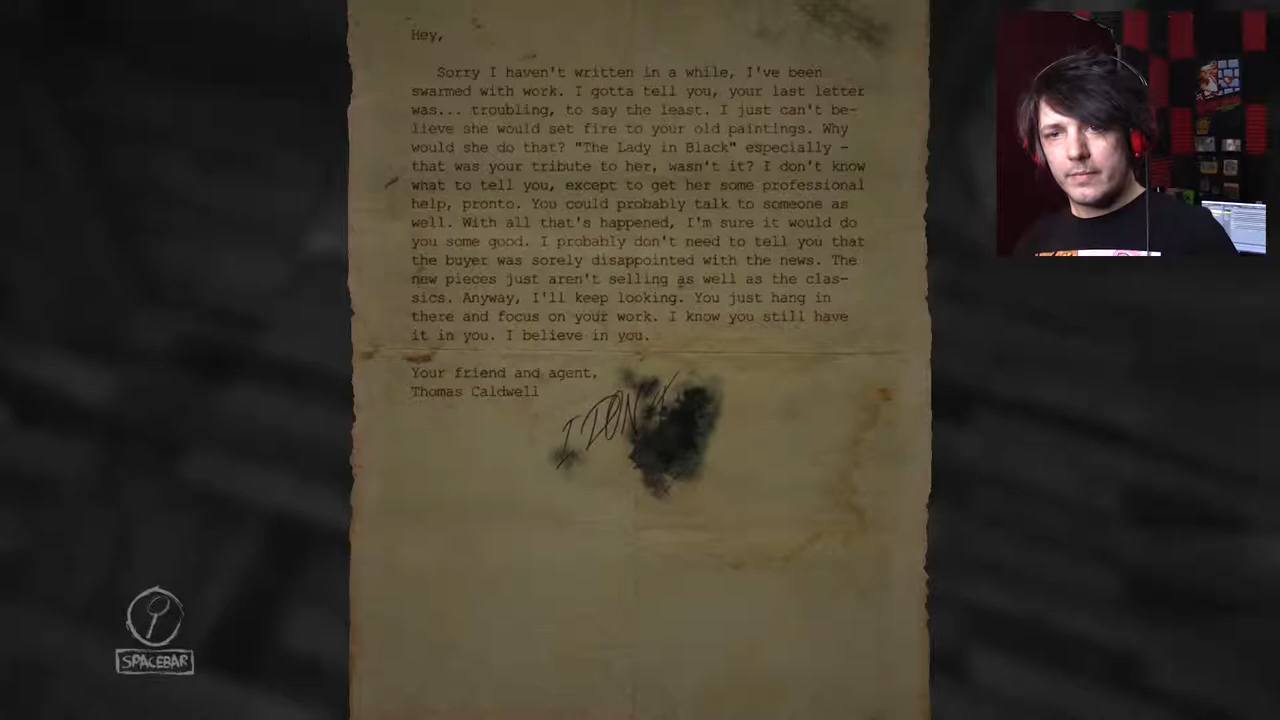 Hey,
Sorry I haven't written in a while, I've been
swarmed with work. I gotta tell you, your last letter
was... troubling, to say the least. I just can't be-
lieve she would set fire to your old paintings. Why
would she do that? "The Lady in Black" especially -
that was your tribute to her, wasn't it? I don't know
what to tell you, except to get her some professional
help, pronto. You could probably talk to someone as
well. With all that's happened, I'm sure it would do
you some good. I probably don't need to tell you that
the buyer was sorely disappointed with the news. The
new pieces just aren't selling as well as the clas-
sics. Anyway, I'll keep looking. You just hang in
there and focus on your work. I know you still have
it in you. I believe in you.
Your friend and agent,
Thomas Caldwell
I DON'T
SPACEBAR